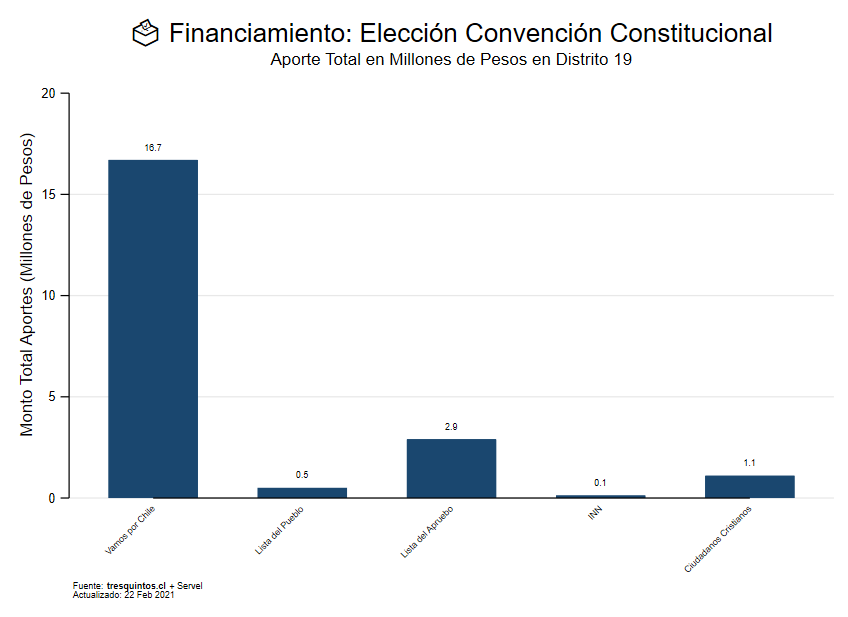 Financiamiento: Elección Convención Constitucional
Aporte Total en Millones de Pesos en Distrito 19
Monto Total Aportes (Millones de Pesos)
20
15
10
5
0
16.7
0.5
2.9
0.1
1.1
Vamos por Chile
Lista del Pueblo
Lista del Apruebo
INN
Ciudadanos Cristianos
Fuente: tresquintos.cl + Servel
Actualizado: 22 Feb 2021